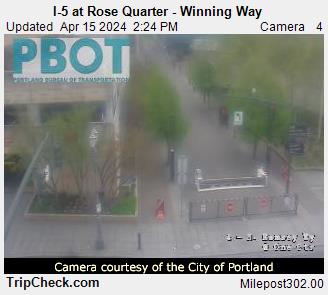 I-5 at Rose Quarter - Winning Way
Updated Apr 15 2024 2:24 PM Camera 4
PBOT
PORTLAND BUREAU OF TRANSPORTATION
Camera courtesy of the City of Portland
TripCheck.com Milepost302.00